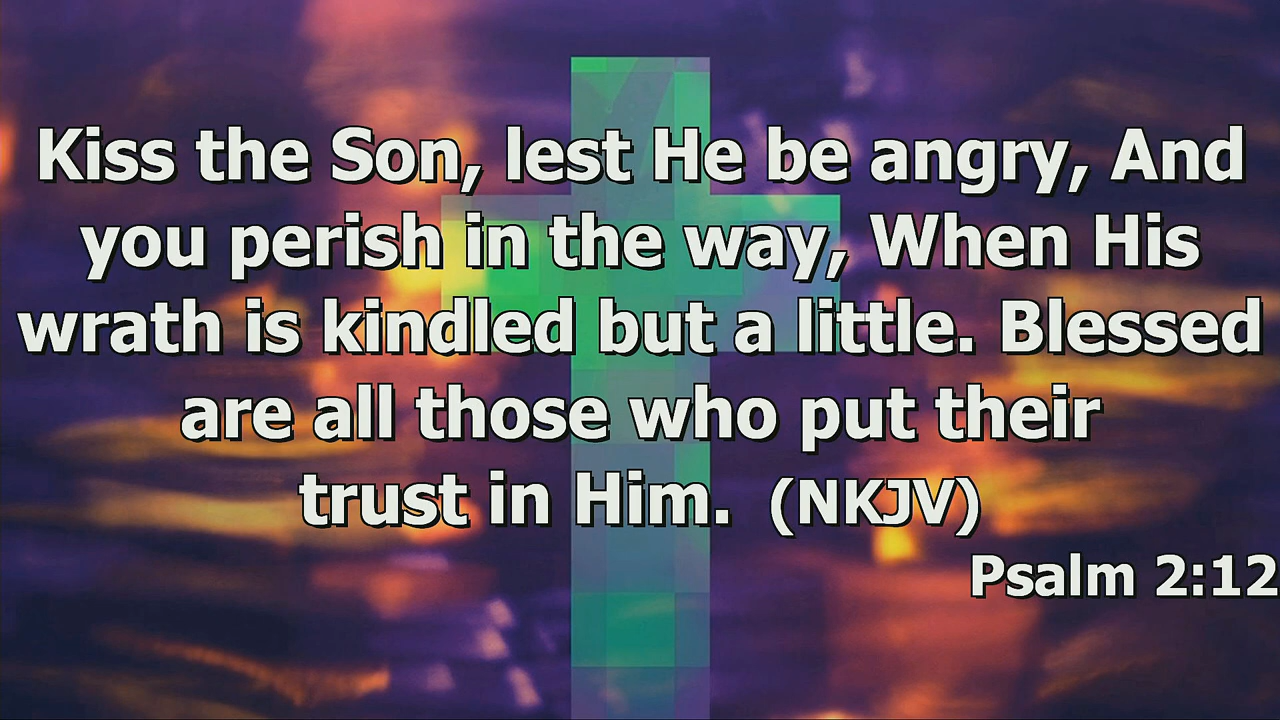 Kiss the Son, lest He be angry, And
you perish in the way, When His
wrath is kindled but a little. Blessed
are all those who put their
trust in Him. (NKJV)
Psalm 2:12